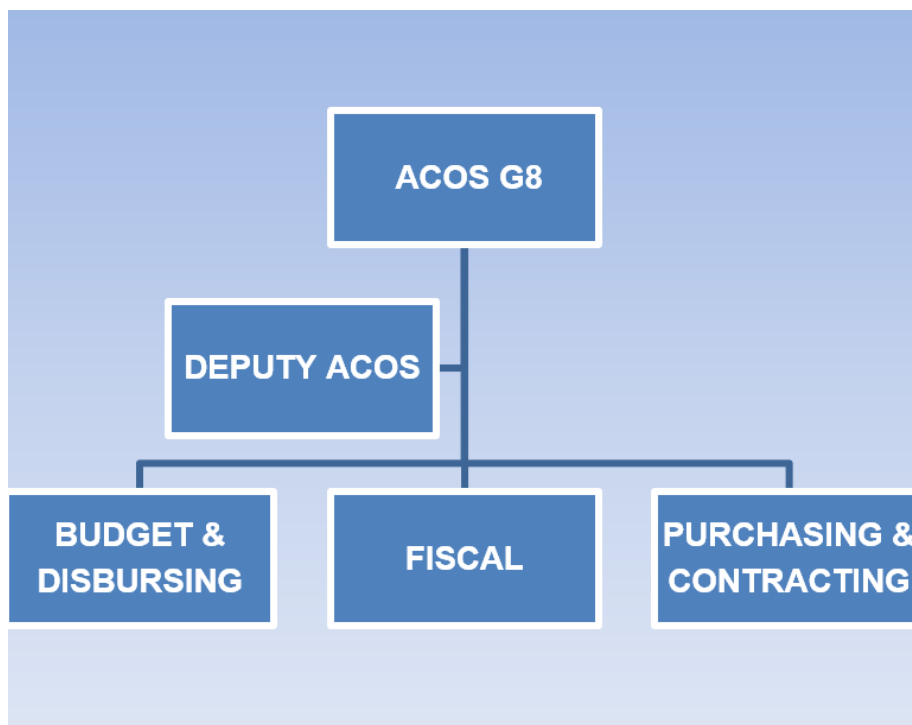 ACOS G8
DEPUTY ACOS
BUDGET &
DISBURSING
FISCAL
PURCHASING &
CONTRACTING